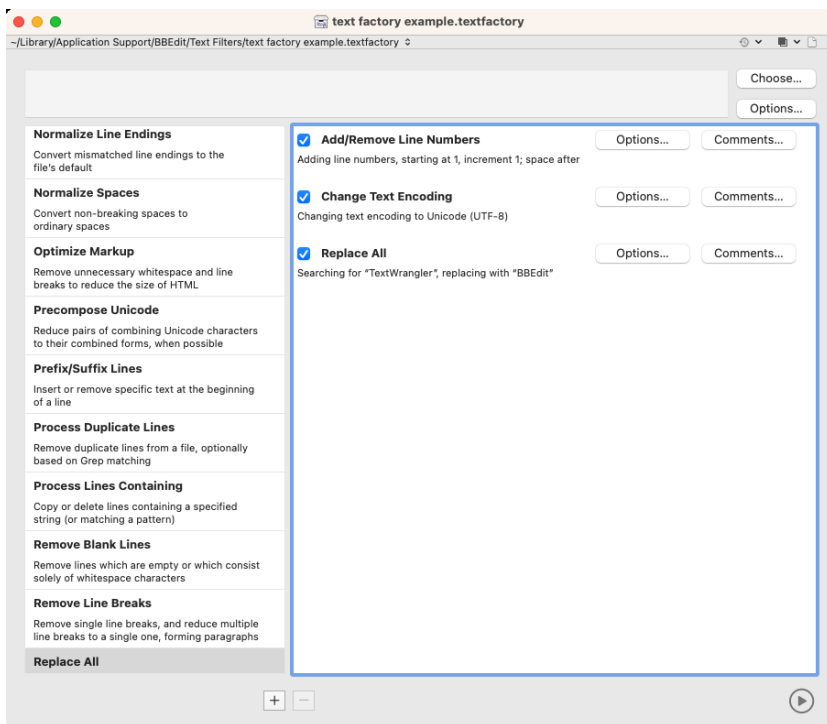 text factory example.textfactory
~/Library/Application Support/BBEdit/Text Filters/text factory example.textfactory
Choose...
Options...
Normalize Line Endings
Convert mismatched line endings to the
file's default
Normalize Spaces
Convert non-breaking spaces to
ordinary spaces
Optimize Markup
Remove unnecessary whitespace and line
breaks to reduce the size of HTML
Precompose Unicode
Reduce pairs of combining Unicode characters
to their combined forms, when possible
Prefix/Suffix Lines
Insert or remove specific text at the beginning
of a line
Process Duplicate Lines
Remove duplicate lines from a file, optionally
based on Grep matching
Process Lines Containing
Copy or delete lines containing a specified
string (or matching a pattern)
Remove Blank Lines
Remove lines which are empty or which consist
solely of whitespace characters
Remove Line Breaks
Remove single line breaks, and reduce multiple
line breaks to a single one, forming paragraphs
Replace All
Add/Remove Line Numbers Options... Comments...
Adding line numbers, starting at 1, increment 1; space after
Change Text Encoding Options... Comments...
Changing text encoding to Unicode (UTF-8)
Replace All Options... Comments...
Searching for “TextWrangler”, replacing with “BBEdit”